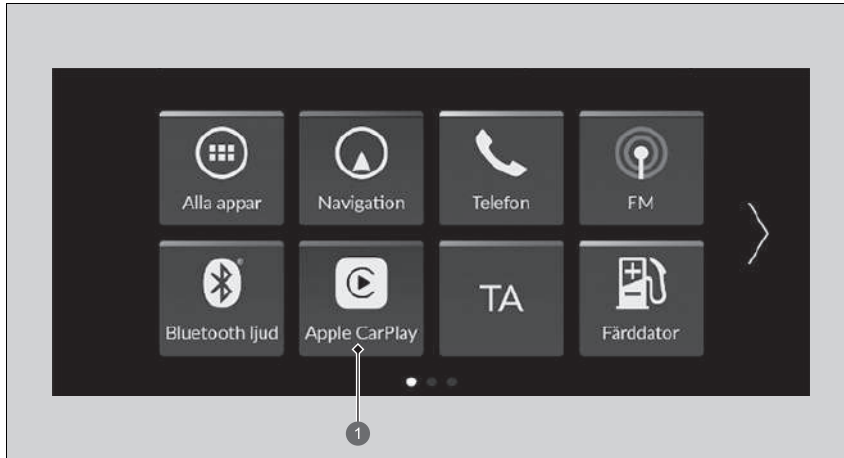 Alla appar
Navigation
Telefon
FM
Bluetooth ljud
Apple CarPlay
TA
Färddator
1